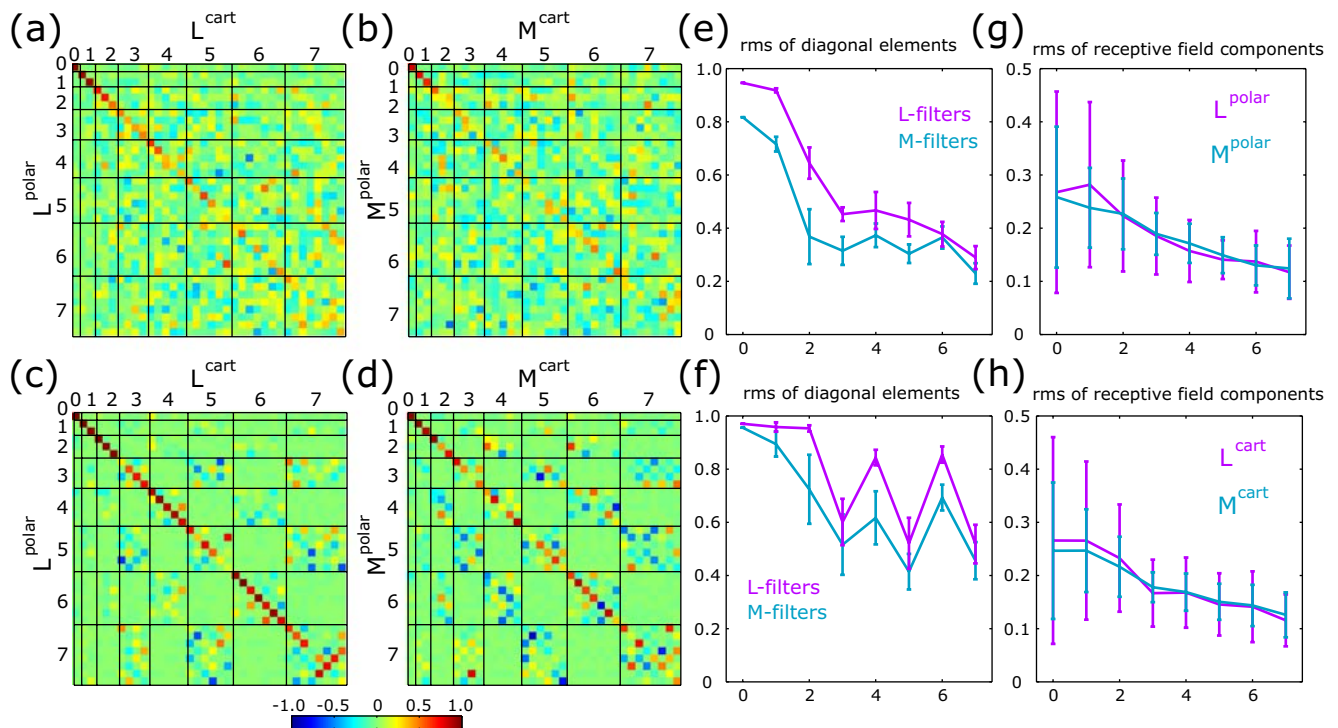 (a) L^cart (b) M^cart (e) (g)
rms of diagonal elements rms of receptive field components
0 1 2 3 4 5 6 7 0 1 2 3 4 5 6 7
L^polar 0 1 2 3 4 5 6 7
M^polar 0 1 2 3 4 5 6 7
1.0 0.8 0.6 0.4 0.2 0
L-filters
M-filters
0 2 4 6
0.5 0.4 0.3 0.2 0.1 0
L^polar
M^polar
0 2 4 6
(c) L^cart (d) M^cart (f) (h)
rms of diagonal elements rms of receptive field components
0 1 2 3 4 5 6 7 0 1 2 3 4 5 6 7
L^polar 0 1 2 3 4 5 6 7
M^polar 0 1 2 3 4 5 6 7
1.0 0.8 0.6 0.4 0.2 0
L-filters
M-filters
0 2 4 6
0.5 0.4 0.3 0.2 0.1 0
L^cart
M^cart
0 2 4 6
-1.0 -0.5 0 0.5 1.0